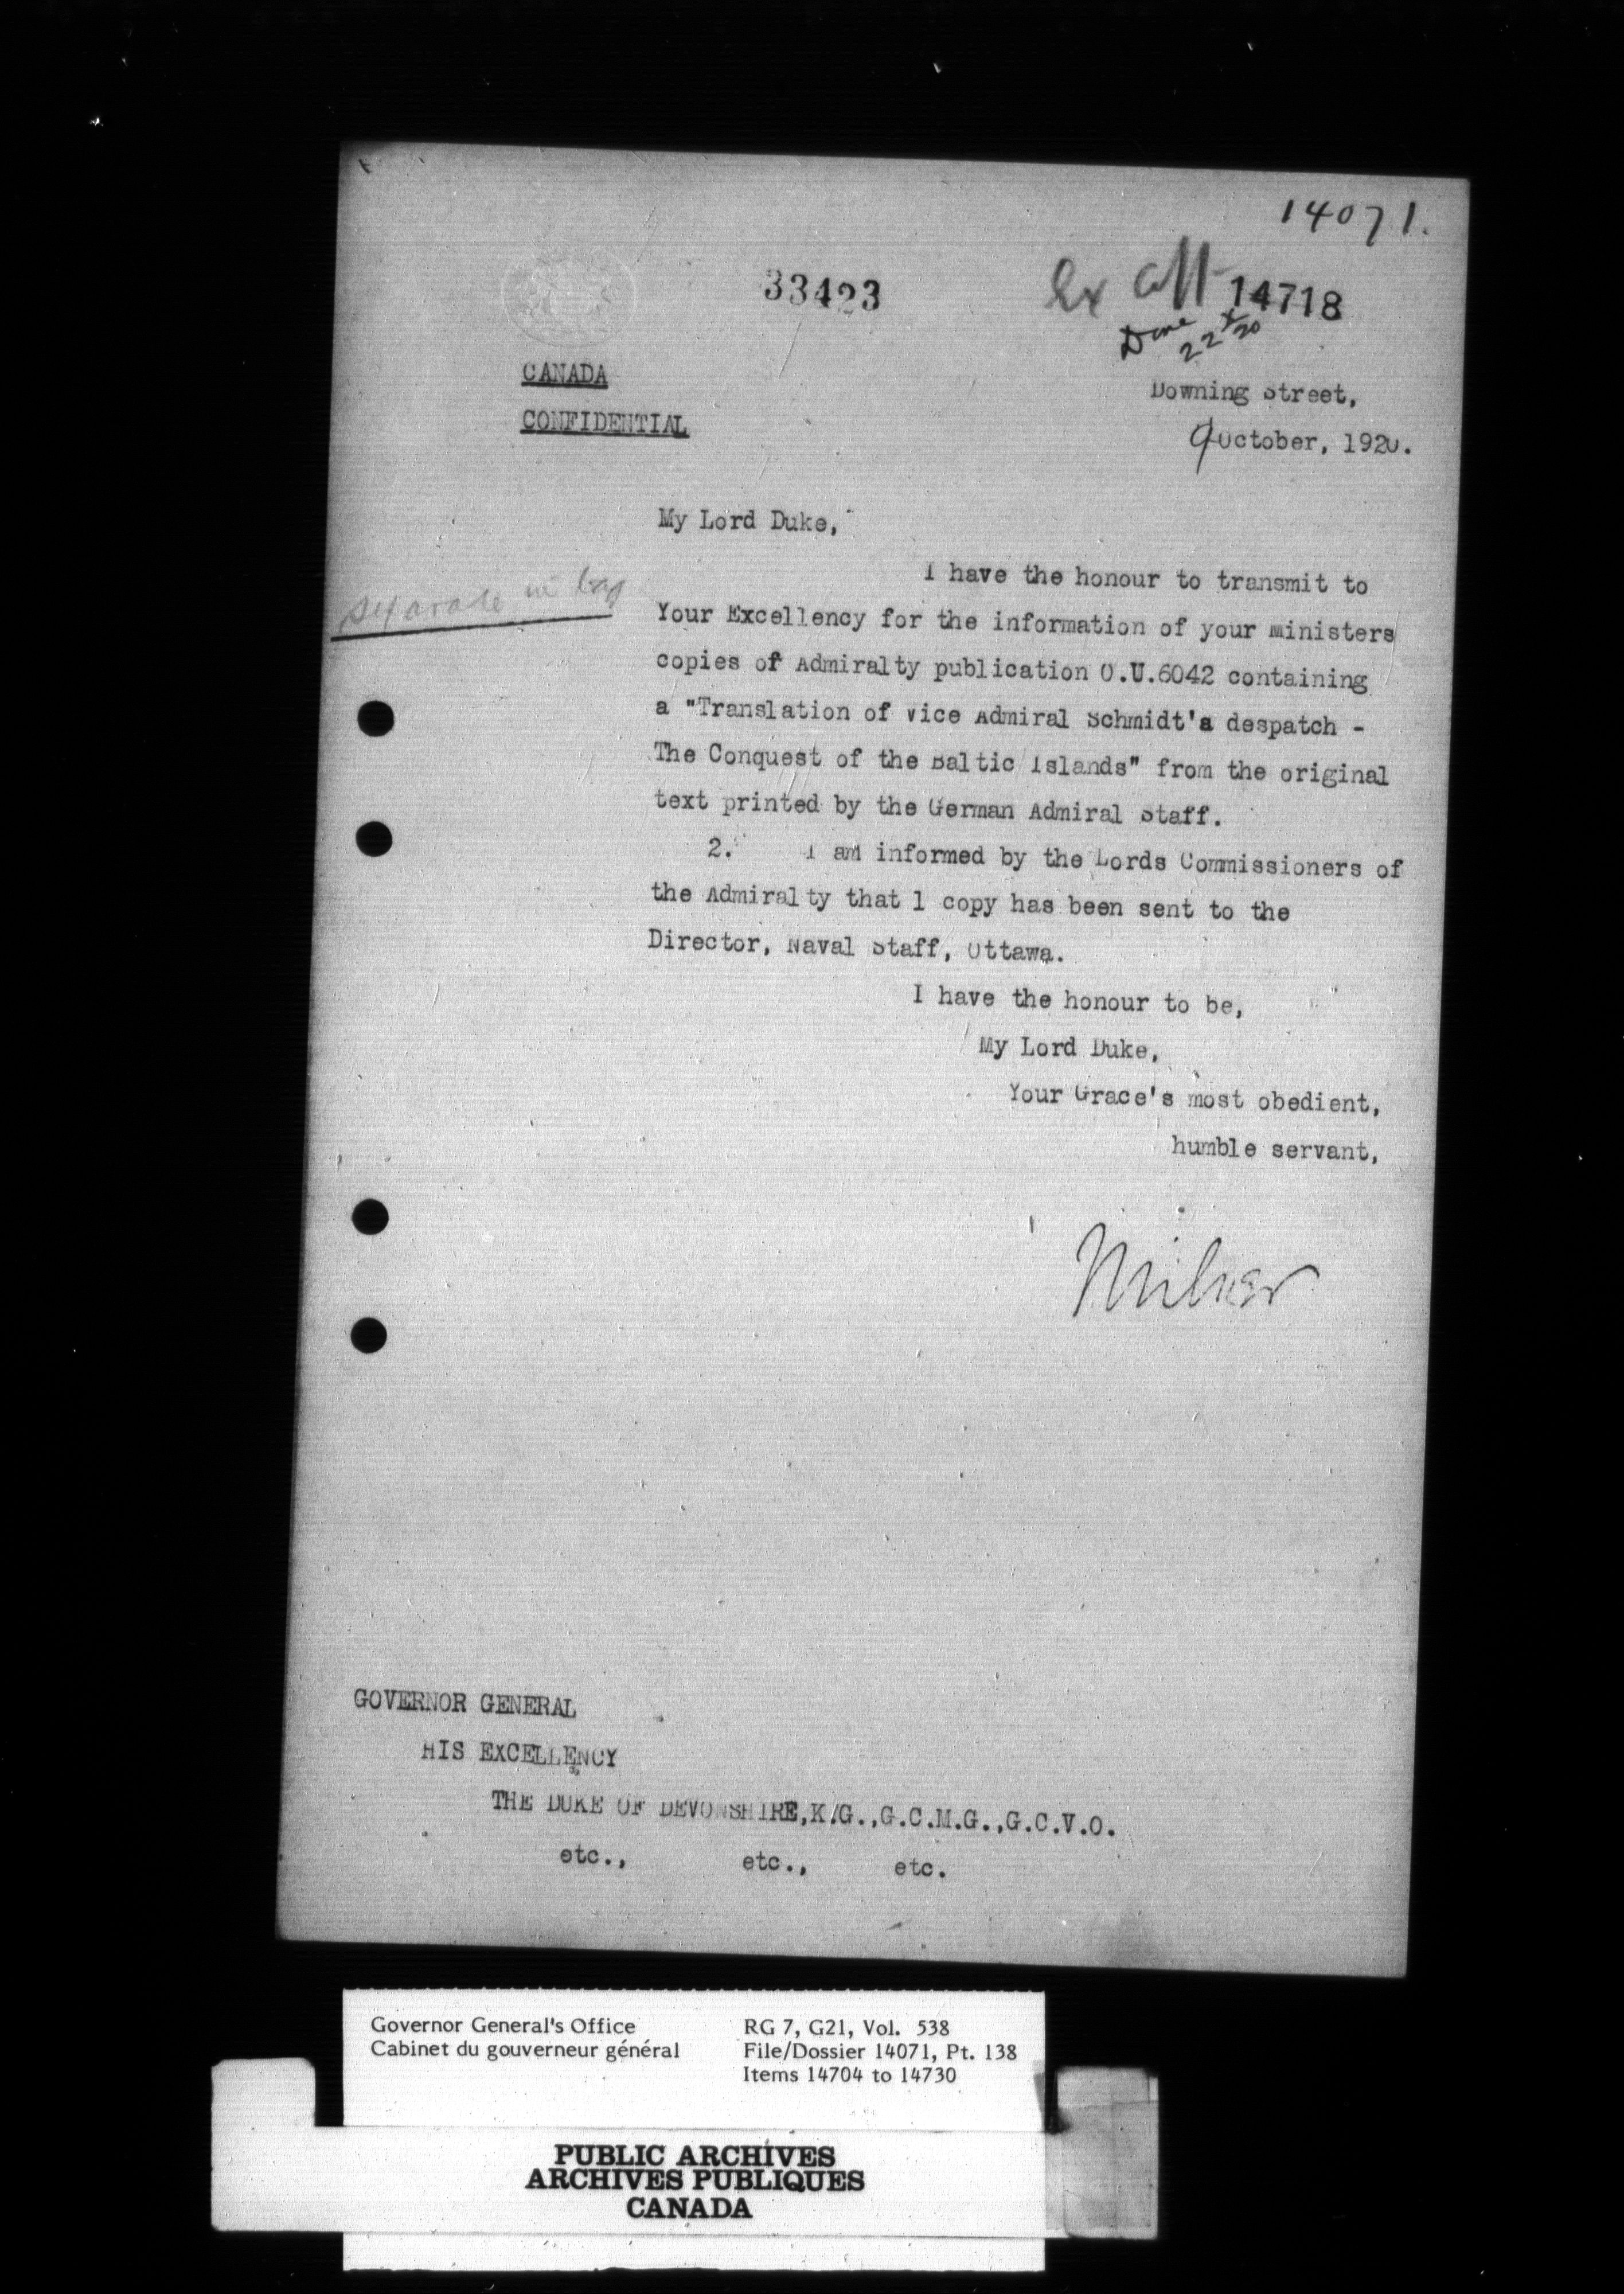 14071.
33423
Ex Co
14718
Done
22 X/20
CANADA
CONFIDENTIAL
Downing Street,
9 October, 1920.
My Lord Duke,
separate in bag
I have the honour to transmit to
Your Excellency for the information of your Ministers
copies of Admiralty publication O.U.6042 containing
a "Translation of Vice Admiral Schmidt's despatch -
The Conquest of the Baltic Islands" from the original
text printed by the German Admiral Staff.
2. I am informed by the Lords Commissioners of
the Admiralty that 1 copy has been sent to the
Director, Naval Staff, Ottawa.
I have the honour to be,
My Lord Duke,
Your Grace's most obedient,
humble servant,
Milner
GOVERNOR GENERAL
HIS EXCELLENCY
THE DUKE OF DEVONSHIRE,K.G.,G.C.M.G.,G.C.V.O.
etc., etc., etc.
Governor General's Office
Cabinet du gouverneur général
RG 7, G21, Vol. 538
File/Dossier 14071, Pt. 138
Items 14704 to 14730
PUBLIC ARCHIVES
ARCHIVES PUBLIQUES
CANADA